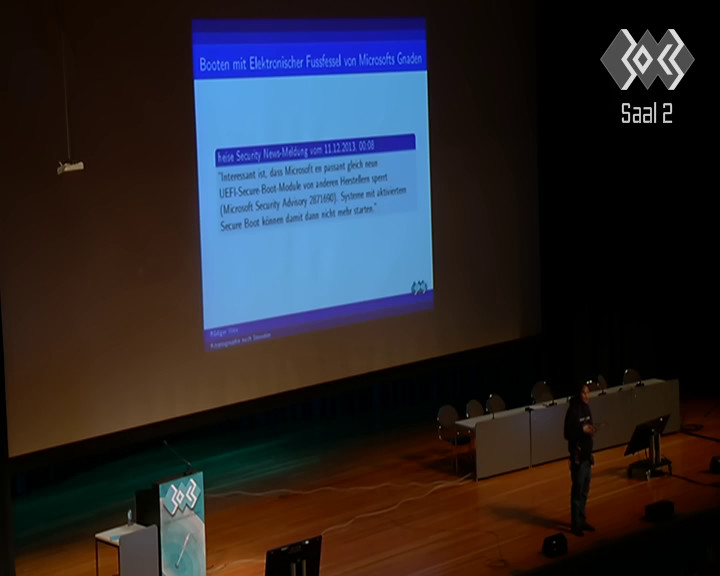 Saal 2
Booten mit Elektronischer Fussfessel von Microsofts Gnaden
heise Security News-Meldung vom 11.12.2013, 00:08
"Interessant ist, dass Microsoft en passant gleich neun
UEFI-Secure-Boot-Module von anderen Herstellern sperrt
(Microsoft Security Advisory 2871690). Systeme mit aktiviertem
Secure Boot können damit dann nicht mehr starten."
Kryptographie nach Snowden